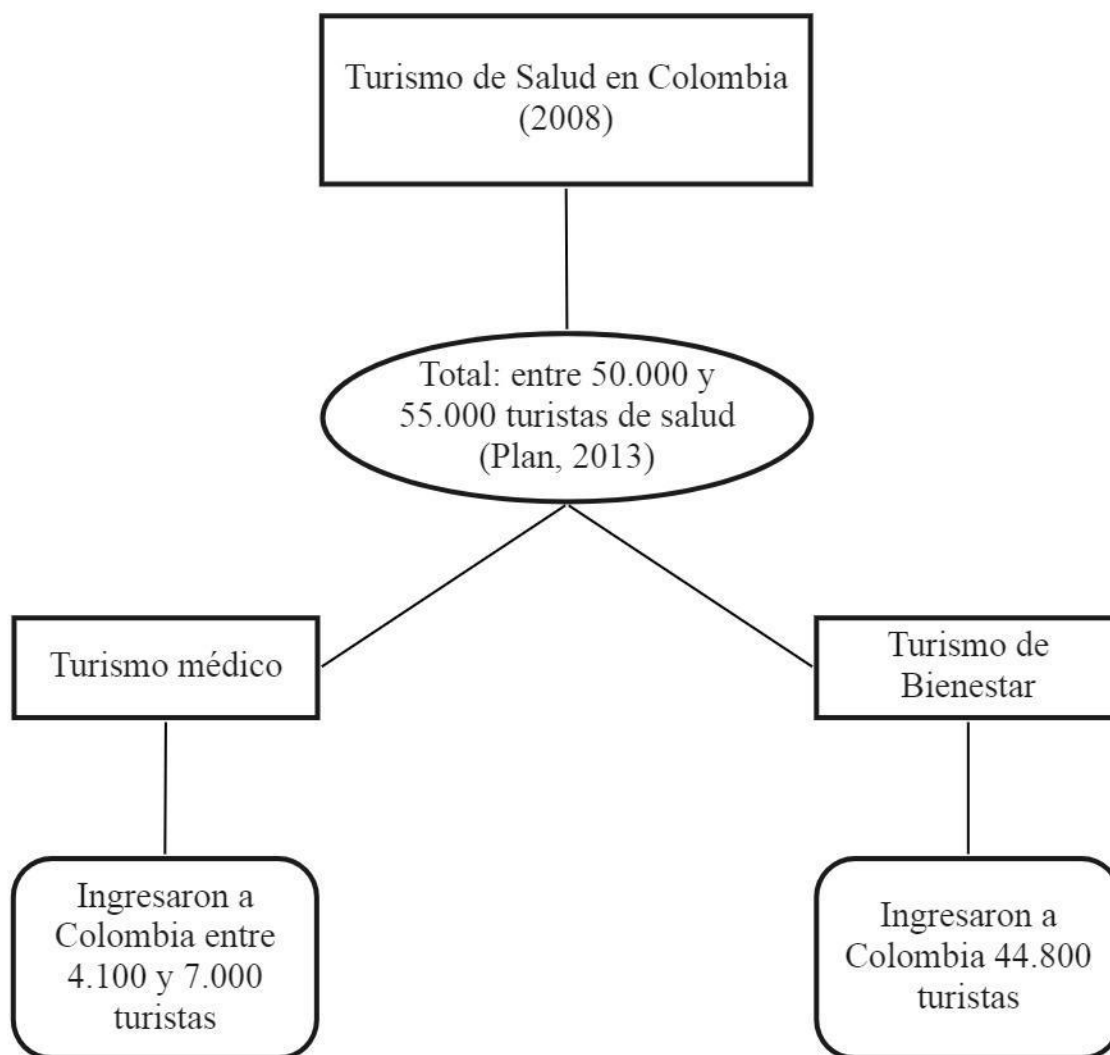 Turismo de Salud en Colombia
(2008)
Total: entre 50.000 y
55.000 turistas de salud
(Plan, 2013)
Turismo médico
Turismo de
Bienestar
Ingresaron a
Colombia entre
4.100 y 7.000
turistas
Ingresaron a
Colombia 44.800
turistas